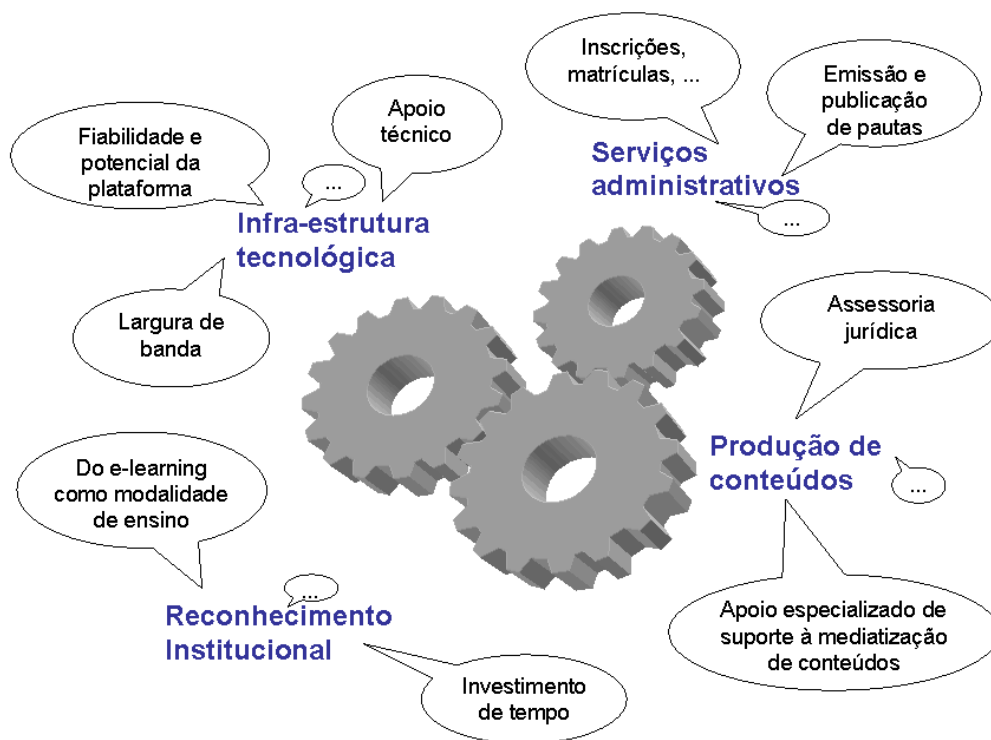 Inscrições,
matrículas, ...
Emissão e
publicação
de pautas
Serviços
administrativos
...
Apoio
técnico
Fiabilidade e
potencial da
plataforma
...
Infra-estrutura
tecnológica
Largura de
banda
Assessoria
jurídica
Produção de
conteúdos
...
Apoio especializado de
suporte à mediatização
de conteúdos
Do e-learning
como modalidade
de ensino
...
Reconhecimento
Institucional
Investimento
de tempo